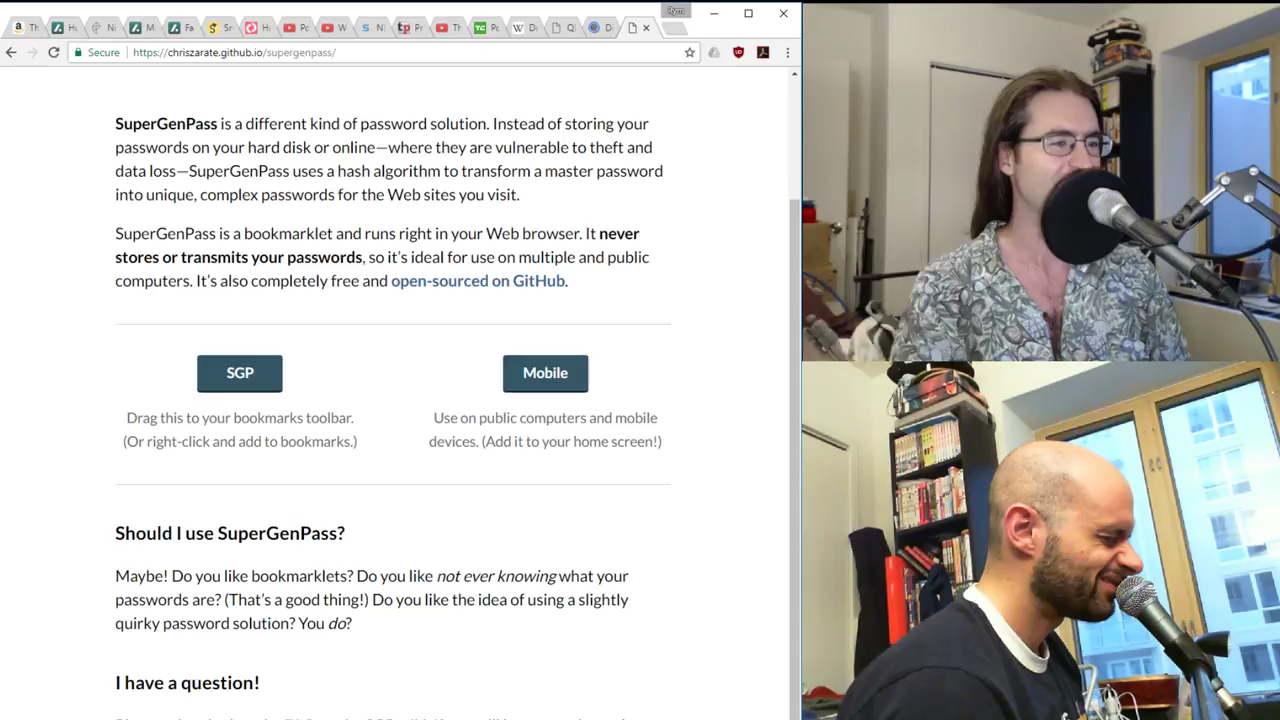 Rym
Secure https://chriszarate.github.io/supergenpass/
SuperGenPass is a different kind of password solution. Instead of storing your
passwords on your hard disk or online—where they are vulnerable to theft and
data loss—SuperGenPass uses a hash algorithm to transform a master password
into unique, complex passwords for the Web sites you visit.
SuperGenPass is a bookmarklet and runs right in your Web browser. It never
stores or transmits your passwords, so it's ideal for use on multiple and public
computers. It's also completely free and open-sourced on GitHub.
SGP
Drag this to your bookmarks toolbar.
(Or right-click and add to bookmarks.)
Mobile
Use on public computers and mobile
devices. (Add it to your home screen!)
Should I use SuperGenPass?
Maybe! Do you like bookmarklets? Do you like not ever knowing what your
passwords are? (That's a good thing!) Do you like the idea of using a slightly
quirky password solution? You do?
I have a question!